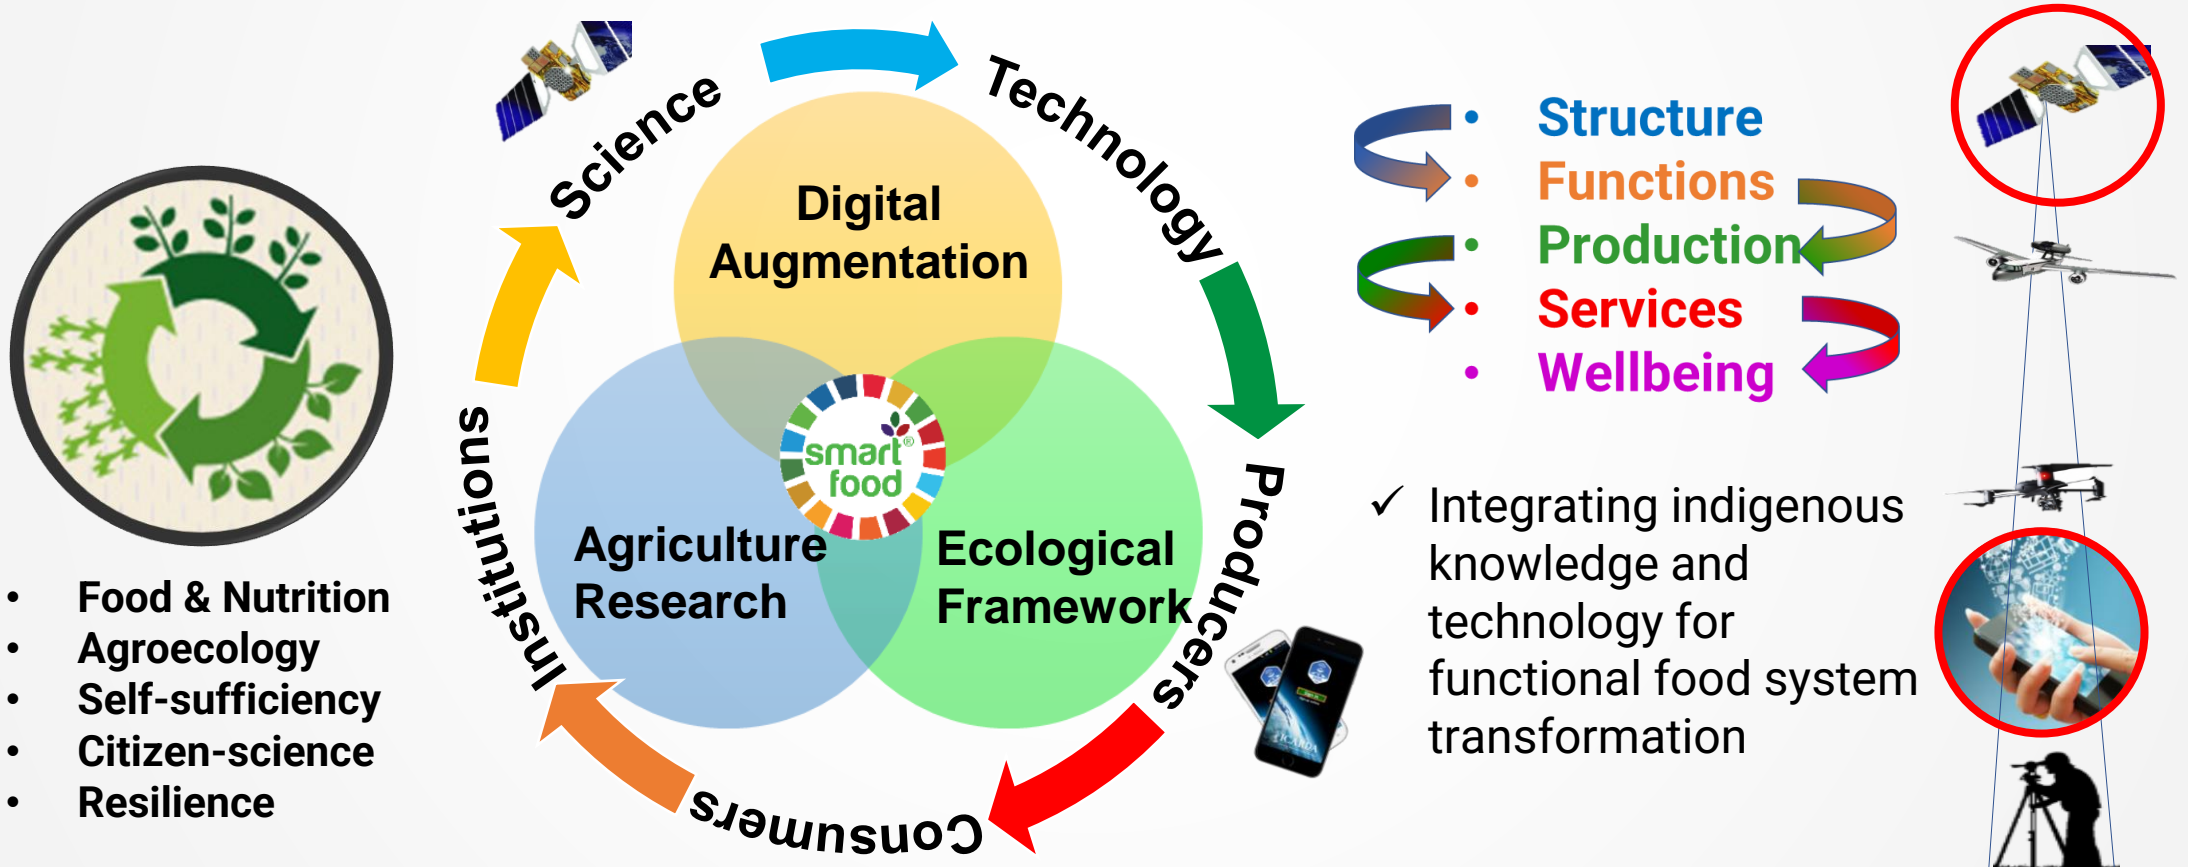 Science
Technology
Producers
Consumers
Institutions
Digital
Augmentation
Agriculture
Research
Ecological
Framework
smart®
food
• Food & Nutrition
• Agroecology
• Self-sufficiency
• Citizen-science
• Resilience
• Structure
• Functions
• Production
• Services
• Wellbeing
✓ Integrating indigenous
knowledge and
technology for
functional food system
transformation
ICARDA